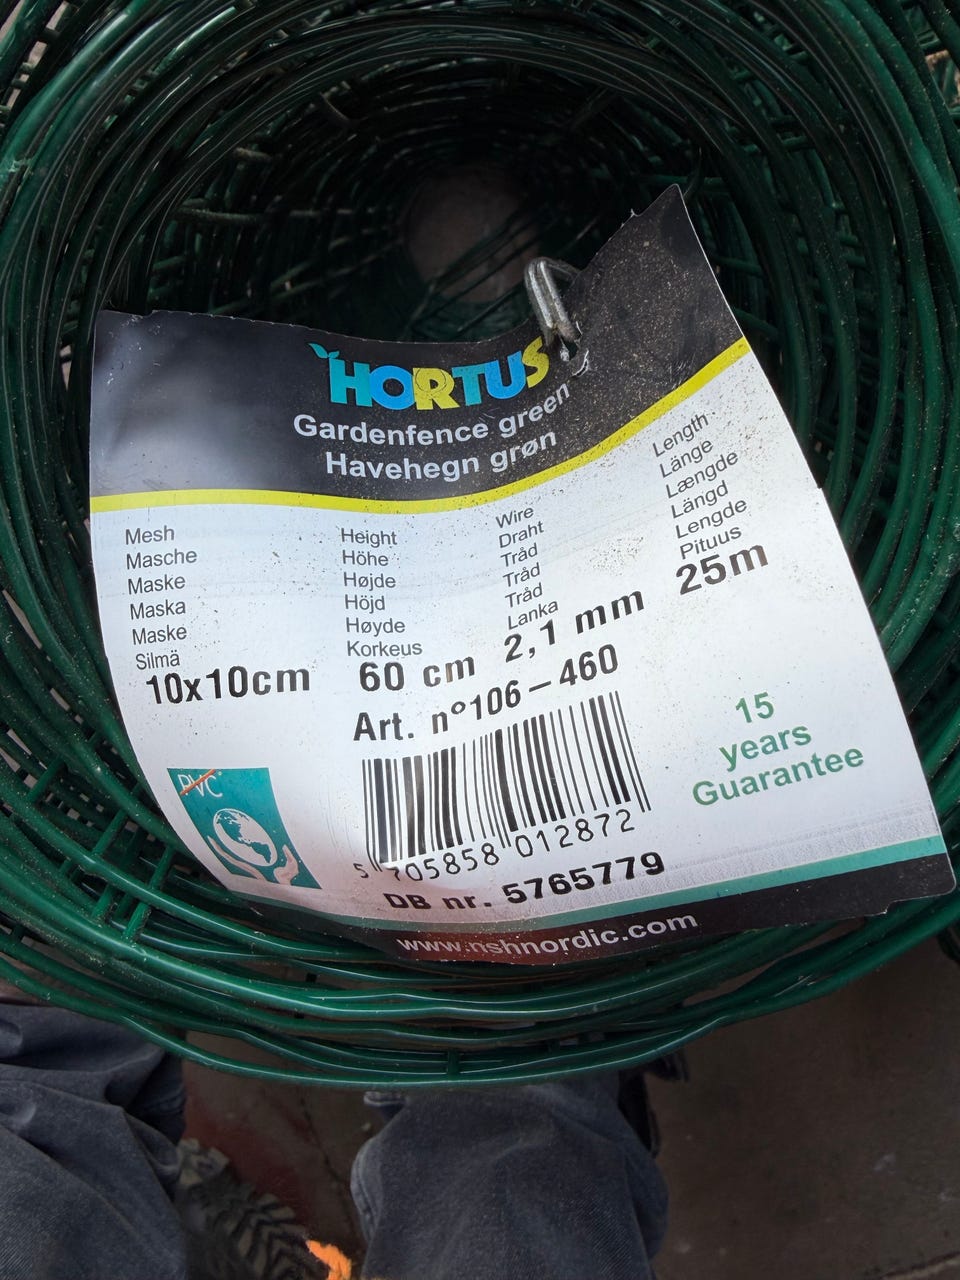 HORTUS
Gardenfence green
Havehegn grøn
Mesh
Masche
Maske
Maska
Maske
Silmä
10x10cm
Height
Höhe
Højde
Höjd
Høyde
Korkeus
60 cm
Wire
Draht
Tråd
Tråd
Tråd
Lanka
2,1 mm
Length
Länge
Længde
Längd
Lengde
Pituus
25m
Art. n°106-460
PVC
5 705858 012872
DB nr. 5765779
15
years
Guarantee
www.nshnordic.com